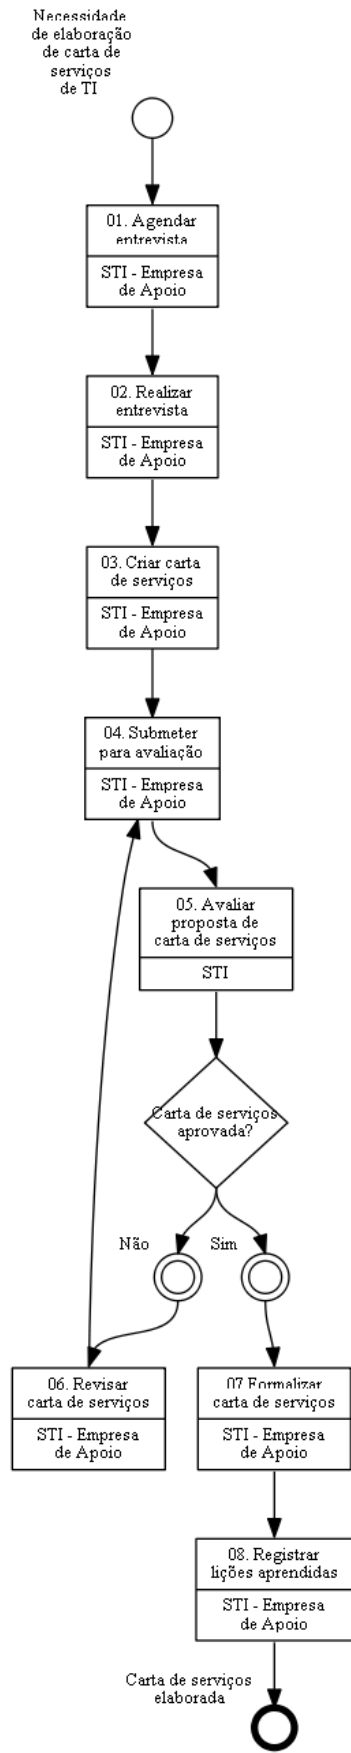 Necessidade
de elaboração
de carta de
serviços
de TI
01. Agendar
entrevista
STI - Empresa
de Apoio
02. Realizar
entrevista
STI - Empresa
de Apoio
03. Criar carta
de serviços
STI - Empresa
de Apoio
04. Submeter
para avaliação
STI - Empresa
de Apoio
05. Avaliar
proposta de
carta de serviços
STI
Carta de serviços
aprovada?
Não
Sim
06. Revisar
carta de serviços
STI - Empresa
de Apoio
07 Formalizar
carta de serviços
STI - Empresa
de Apoio
08. Registrar
lições aprendidas
STI - Empresa
de Apoio
Carta de serviços
elaborada